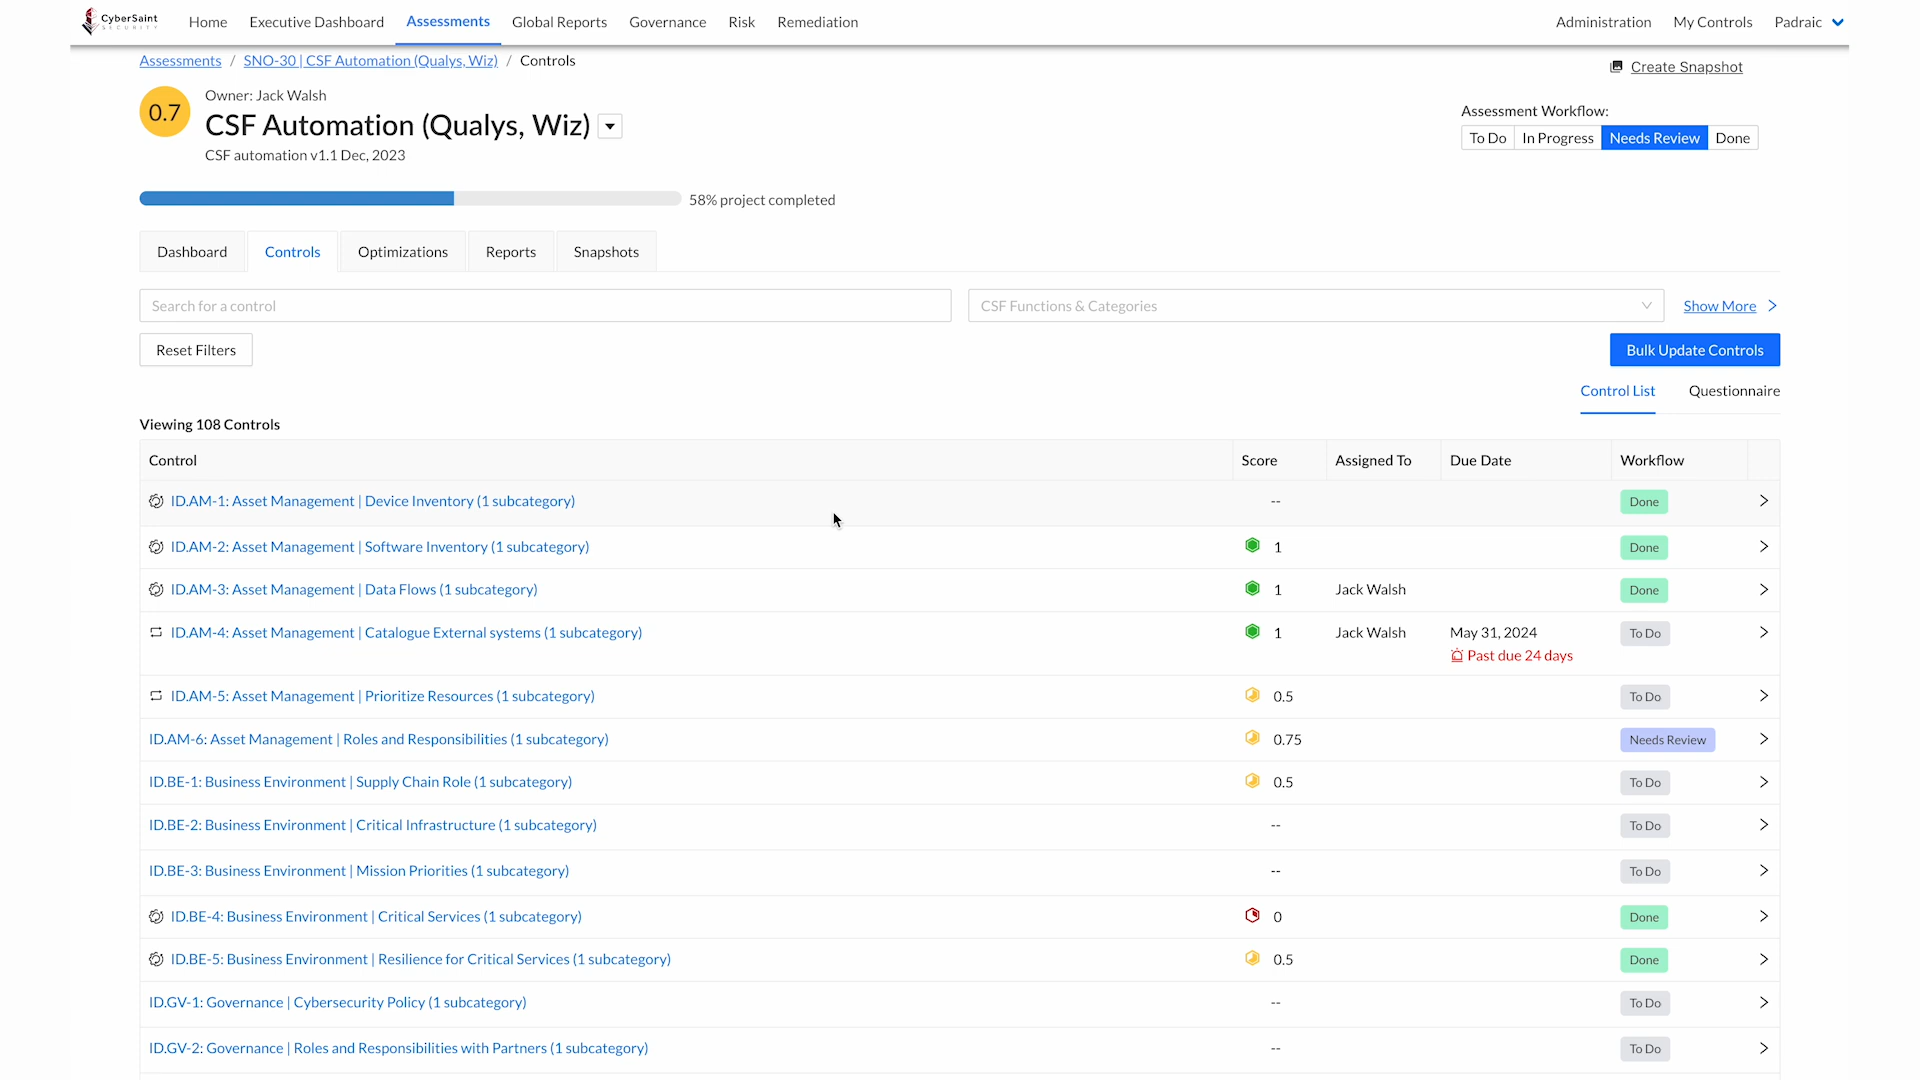 CyberSaint
SECURITY
Home
Executive Dashboard
Assessments
Global Reports
Governance
Risk
Remediation
Administration
My Controls
Padraic
Assessments / SNO-30 | CSF Automation (Qualys, Wiz) / Controls
Create Snapshot
0.7
Owner: Jack Walsh
CSF Automation (Qualys, Wiz)
CSF automation v1.1 Dec, 2023
Assessment Workflow:
To Do
In Progress
Needs Review
Done
58% project completed
Dashboard
Controls
Optimizations
Reports
Snapshots
Search for a control
CSF Functions & Categories
Show More
Reset Filters
Bulk Update Controls
Control List
Questionnaire
Viewing 108 Controls
Control Score Assigned To Due Date Workflow
ID.AM-1: Asset Management | Device Inventory (1 subcategory) -- Done
ID.AM-2: Asset Management | Software Inventory (1 subcategory) 1 Done
ID.AM-3: Asset Management | Data Flows (1 subcategory) 1 Jack Walsh Done
ID.AM-4: Asset Management | Catalogue External systems (1 subcategory) 1 Jack Walsh May 31, 2024 To Do
Past due 24 days
ID.AM-5: Asset Management | Prioritize Resources (1 subcategory) 0.5 To Do
ID.AM-6: Asset Management | Roles and Responsibilities (1 subcategory) 0.75 Needs Review
ID.BE-1: Business Environment | Supply Chain Role (1 subcategory) 0.5 To Do
ID.BE-2: Business Environment | Critical Infrastructure (1 subcategory) -- To Do
ID.BE-3: Business Environment | Mission Priorities (1 subcategory) -- To Do
ID.BE-4: Business Environment | Critical Services (1 subcategory) 0 Done
ID.BE-5: Business Environment | Resilience for Critical Services (1 subcategory) 0.5 Done
ID.GV-1: Governance | Cybersecurity Policy (1 subcategory) -- To Do
ID.GV-2: Governance | Roles and Responsibilities with Partners (1 subcategory) -- To Do